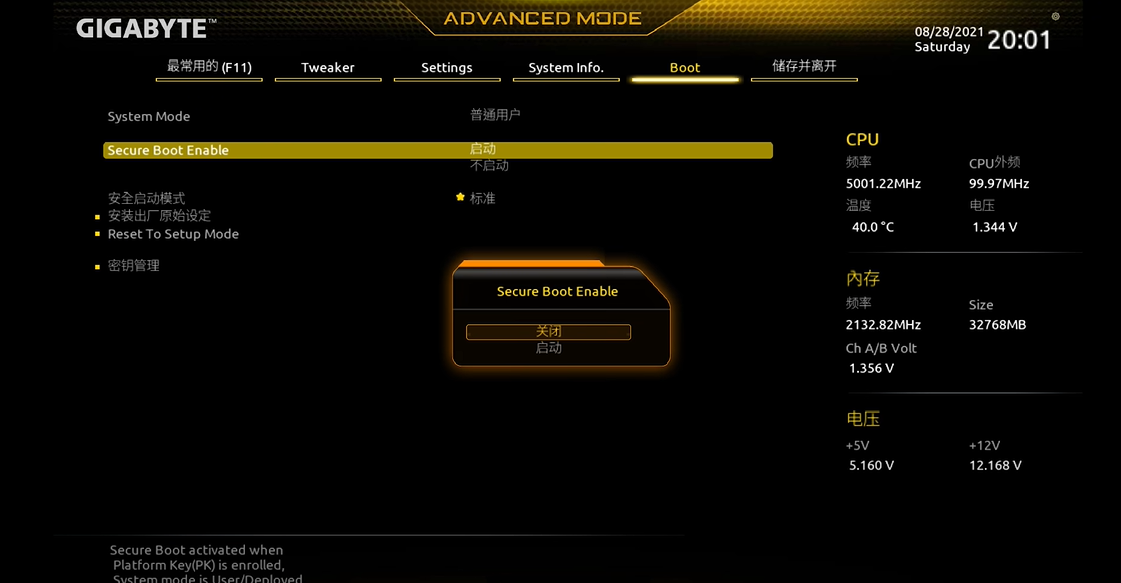 GIGABYTE™
ADVANCED MODE
08/28/2021
Saturday
20:01
最常用的 (F11) Tweaker Settings System Info. Boot 储存并离开
System Mode 普通用户
Secure Boot Enable 启动
不启动
安全启动模式 标准
安装出厂原始设定
Reset To Setup Mode
密钥管理
Secure Boot Enable
关闭
启动
CPU
频率 CPU外频
5001.22MHz 99.97MHz
温度 电压
40.0 °C 1.344 V
內存
频率 Size
2132.82MHz 32768MB
Ch A/B Volt
1.356 V
电压
+5V +12V
5.160 V 12.168 V
Secure Boot activated when
Platform Key(PK) is enrolled,
System mode is User/Deployed